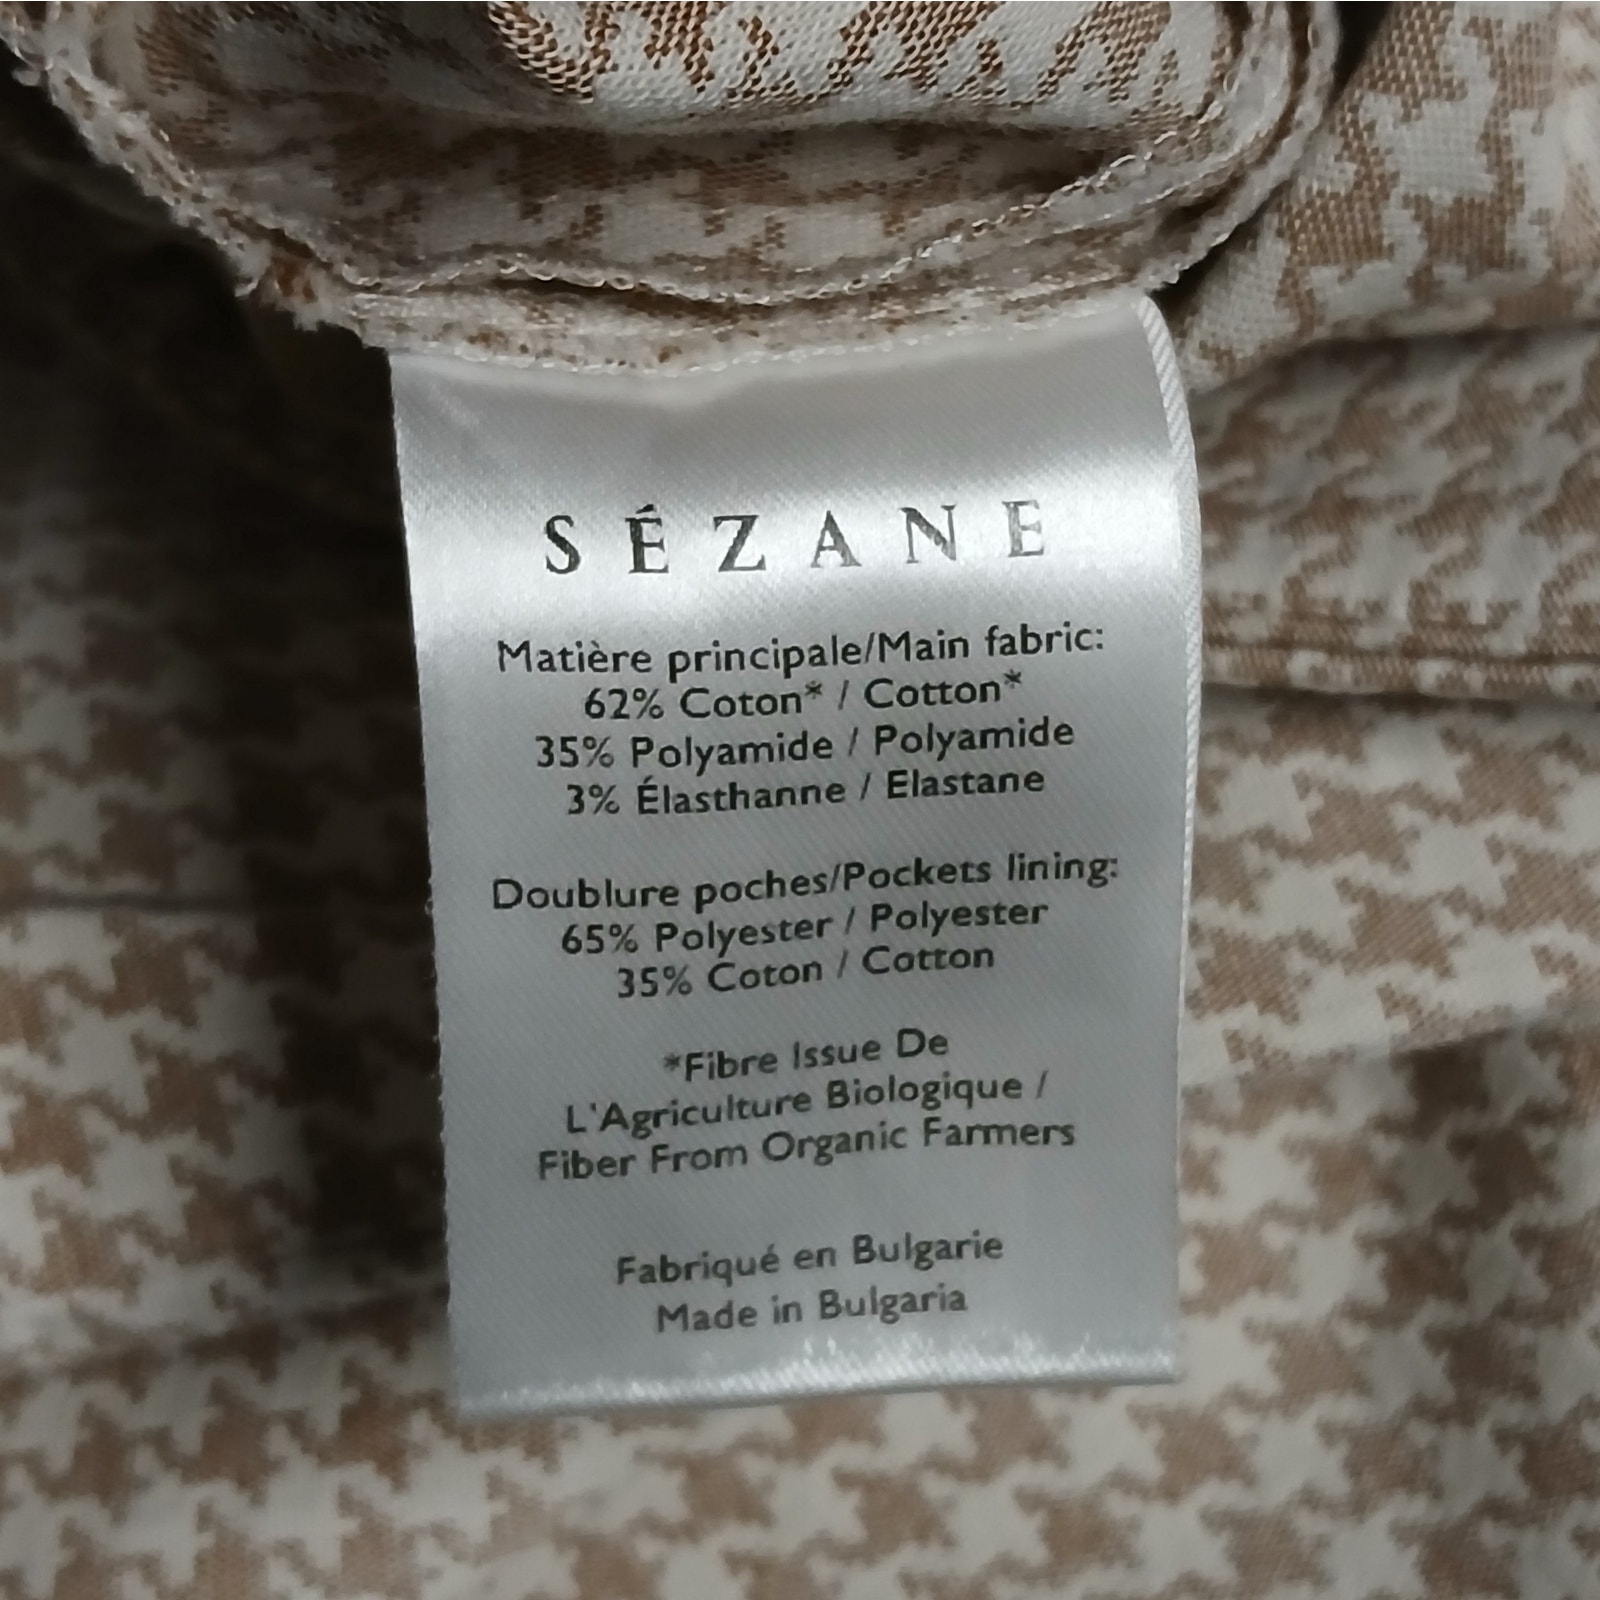 SÉZANE
Matière principale/Main fabric:
62% Coton* / Cotton*
35% Polyamide / Polyamide
3% Élasthanne / Elastane
Doublure poches/Pockets lining:
65% Polyester / Polyester
35% Coton / Cotton
*Fibre Issue De
L'Agriculture Biologique /
Fiber From Organic Farmers
Fabriqué en Bulgarie
Made in Bulgaria